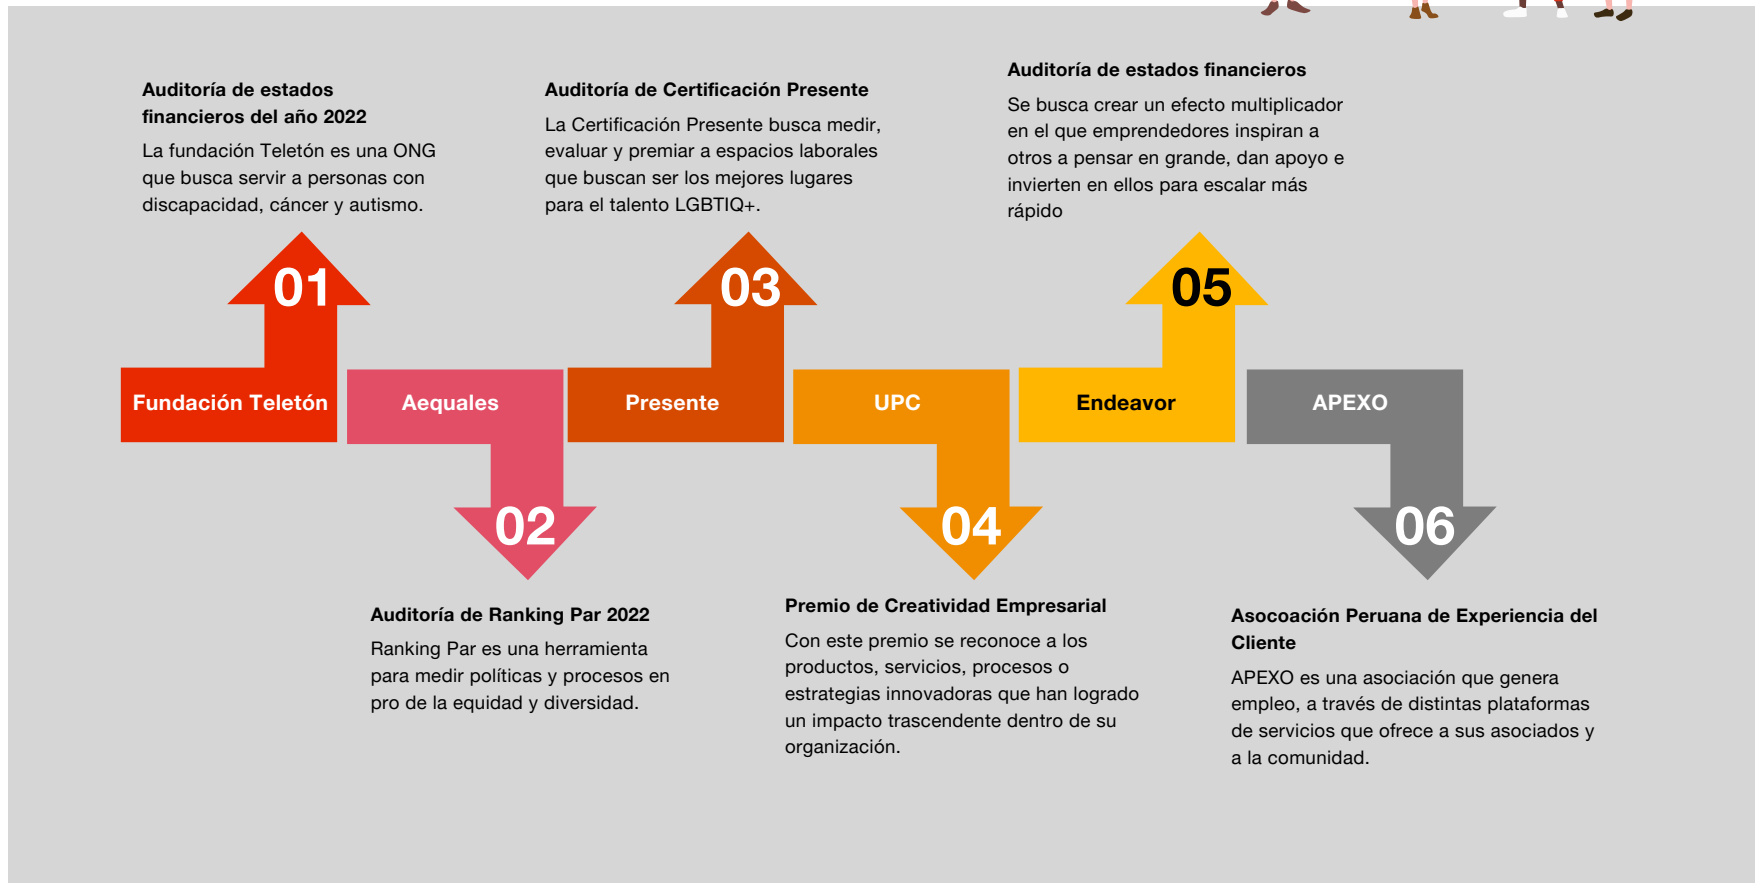 Auditoría de estados
financieros del año 2022
La fundación Teletón es una ONG
que busca servir a personas con
discapacidad, cáncer y autismo.
Auditoría de Certificación Presente
La Certificación Presente busca medir,
evaluar y premiar a espacios laborales
que buscan ser los mejores lugares
para el talento LGBTIQ+.
Auditoría de estados financieros
Se busca crear un efecto multiplicador
en el que emprendedores inspiran a
otros a pensar en grande, dan apoyo e
invierten en ellos para escalar más
rápido
01
03
05
Fundación Teletón
Aequales
Presente
UPC
Endeavor
APEXO
02
04
06
Auditoría de Ranking Par 2022
Ranking Par es una herramienta
para medir políticas y procesos en
pro de la equidad y diversidad.
Premio de Creatividad Empresarial
Con este premio se reconoce a los
productos, servicios, procesos o
estrategias innovadoras que han logrado
un impacto trascendente dentro de su
organización.
Asocoación Peruana de Experiencia del
Cliente
APEXO es una asociación que genera
empleo, a través de distintas plataformas
de servicios que ofrece a sus asociados y
a la comunidad.